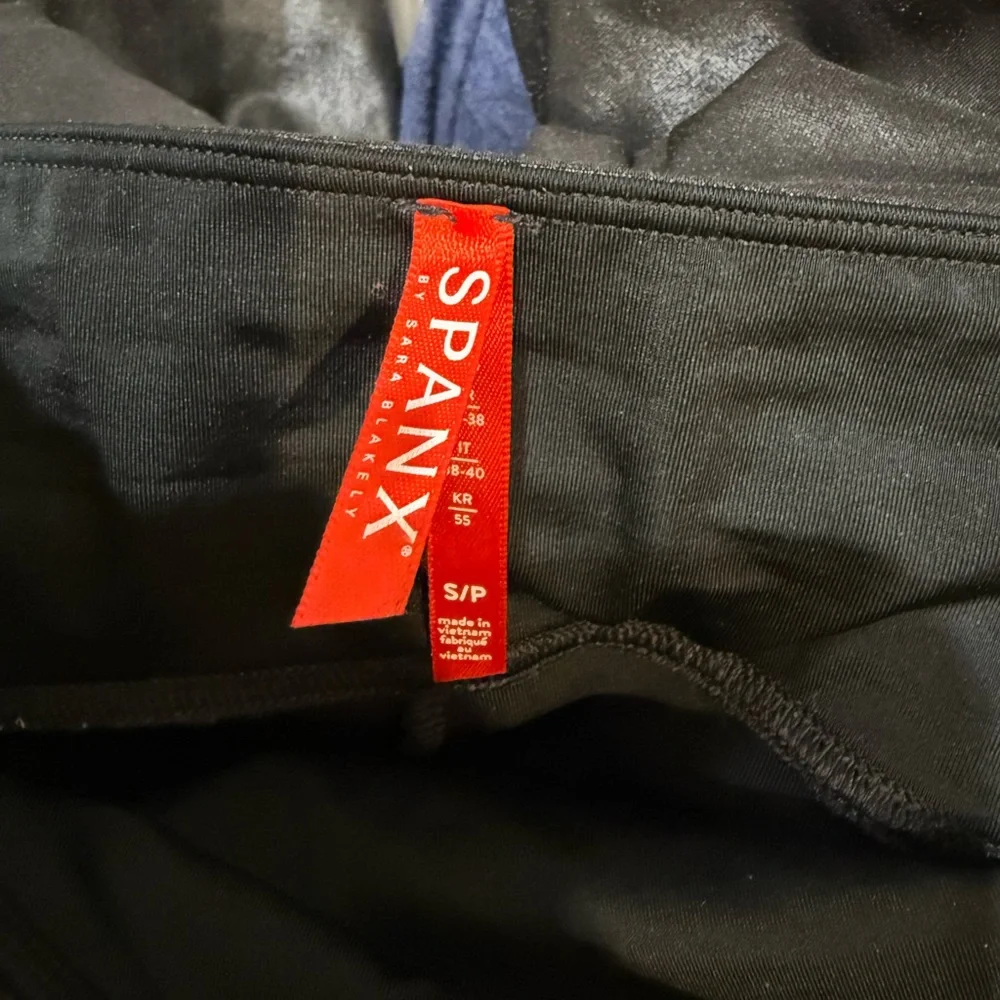 SPANX®
BY SARA BLAKELY
-38
IT
38-40
KR
55
S/P
made in
vietnam
fabriqué
au
vietnam